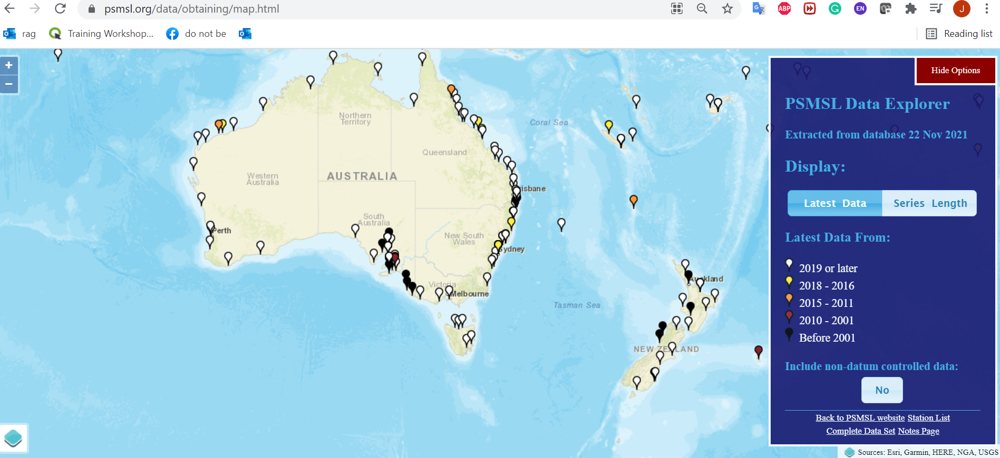 psmsl.org/data/obtaining/map.html
ABP
EN
J
rag
Training Workshop...
do not be
Reading list
+
−
Hide Options
PSMSL Data Explorer
Extracted from database 22 Nov 2021
Display:
Latest Data
Series Length
Latest Data From:
2019 or later
2018 - 2016
2015 - 2011
2010 - 2001
Before 2001
Include non-datum controlled data:
No
Back to PSMSL website Station List
Complete Data Set Notes Page
Northern
Territory
Coral Sea
Queensland
Western
Australia
AUSTRALIA
risbane
South
Australia
Perth
New South
Wales
Sydney
Victoria
Melbourne
Tasman Sea
Auckland
NEW ZEALAND
Sources: Esri, Garmin, HERE, NGA, USGS